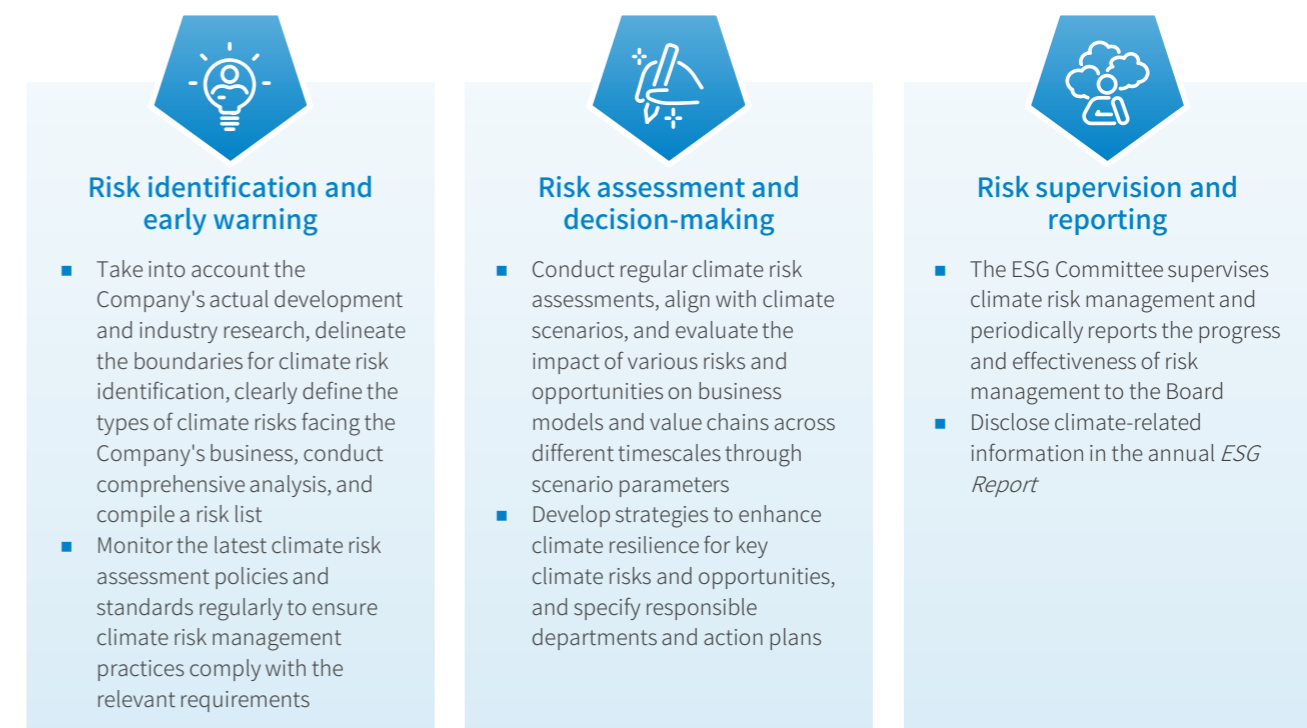 Risk identification and
early warning
■ Take into account the
Company's actual development
and industry research, delineate
the boundaries for climate risk
identification, clearly define the
types of climate risks facing the
Company's business, conduct
comprehensive analysis, and
compile a risk list
■ Monitor the latest climate risk
assessment policies and
standards regularly to ensure
climate risk management
practices comply with the
relevant requirements
Risk assessment and
decision-making
■ Conduct regular climate risk
assessments, align with climate
scenarios, and evaluate the
impact of various risks and
opportunities on business
models and value chains across
different timescales through
scenario parameters
■ Develop strategies to enhance
climate resilience for key
climate risks and opportunities,
and specify responsible
departments and action plans
Risk supervision and
reporting
■ The ESG Committee supervises
climate risk management and
periodically reports the progress
and effectiveness of risk
management to the Board
■ Disclose climate-related
information in the annual ESG
Report